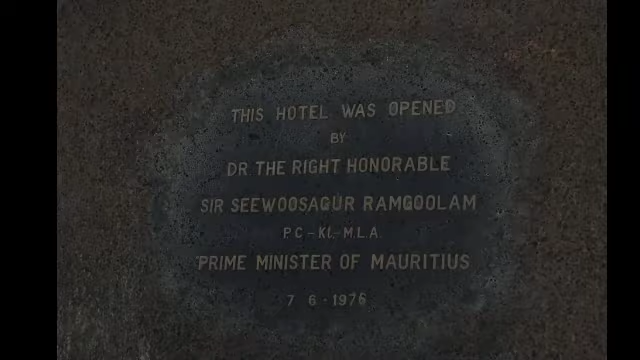 THIS HOTEL WAS OPENED
BY
DR THE RIGHT HONORABLE
SIR SEEWOOSAGUR RAMGOOLAM
P.C-Kt.-M.L.A.
PRIME MINISTER OF MAURITIUS
7 6-1976